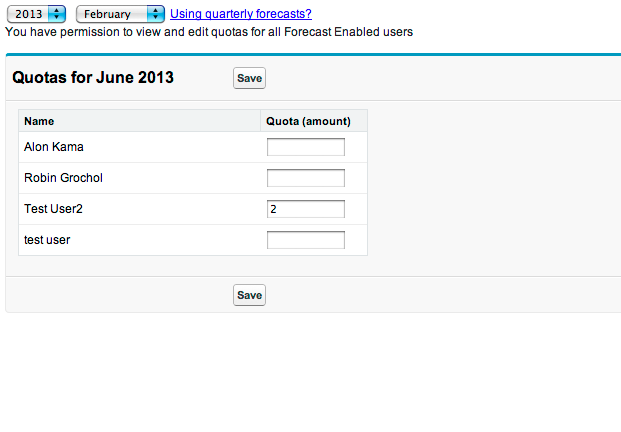 2013 February Using quarterly forecasts?
You have permission to view and edit quotas for all Forecast Enabled users
Quotas for June 2013 Save
Name Quota (amount)
Alon Kama
Robin Grochol
Test User2 2
test user
Save